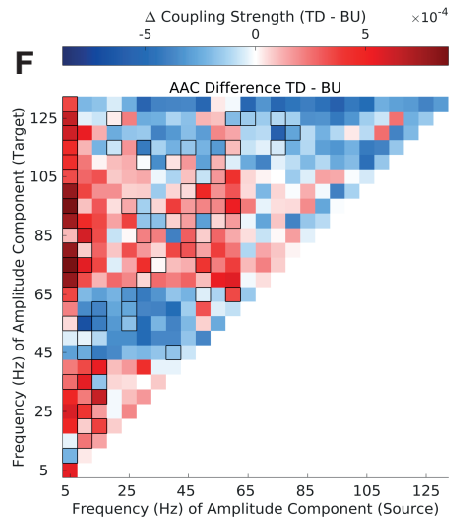 Δ Coupling Strength (TD - BU)
-5 0 5 ×10⁻⁴
F
AAC Difference TD - BU
Frequency (Hz) of Amplitude Component (Target)
125
105
85
65
45
25
5
5 25 45 65 85 105 125
Frequency (Hz) of Amplitude Component (Source)